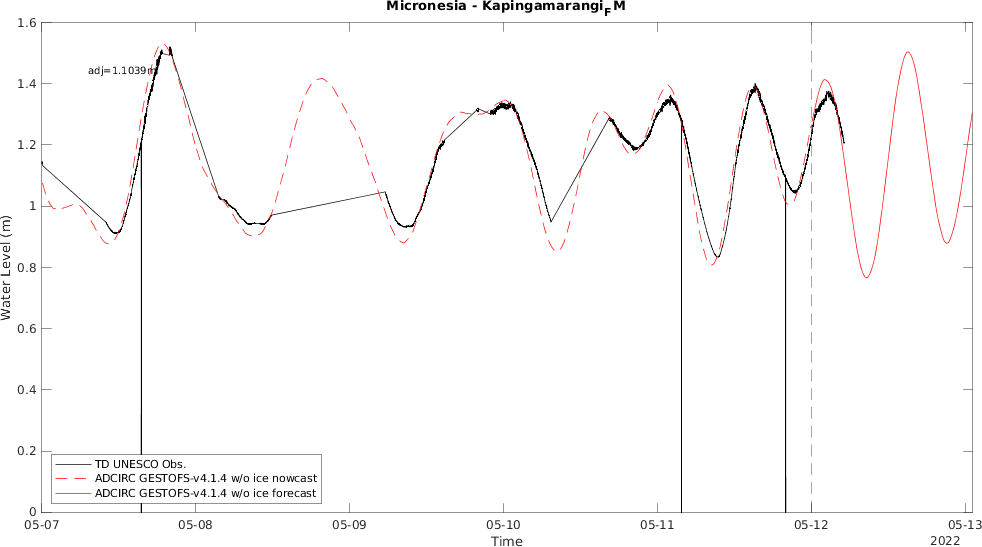 Micronesia - Kapingamarangi_FM
1.6
1.4
1.2
1
0.8
0.6
0.4
0.2
0
Water Level (m)
adj=1.1039m
TD UNESCO Obs.
ADCIRC GESTOFS-v4.1.4 w/o ice nowcast
ADCIRC GESTOFS-v4.1.4 w/o ice forecast
05-07 05-08 05-09 05-10 05-11 05-12 05-13
Time
2022